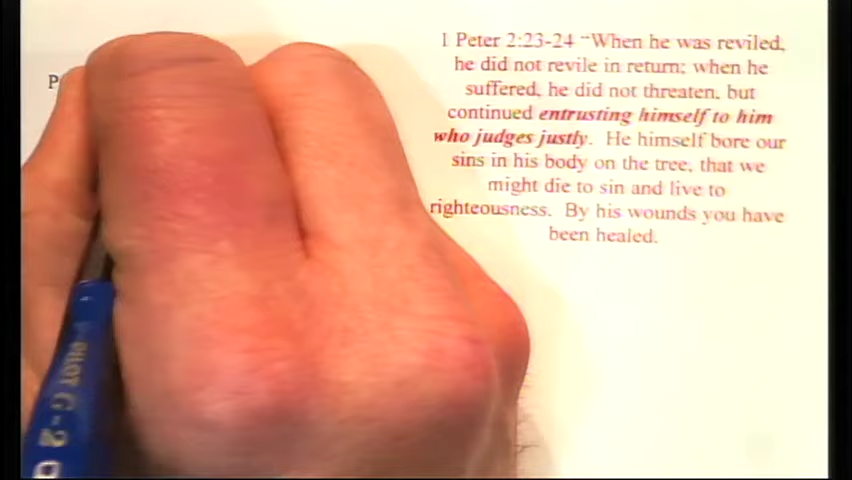 1 Peter 2:23-24 "When he was reviled,
he did not revile in return; when he
suffered, he did not threaten, but
continued entrusting himself to him
who judges justly. He himself bore our
sins in his body on the tree, that we
might die to sin and live to
righteousness. By his wounds you have
been healed.
PILOT G-2